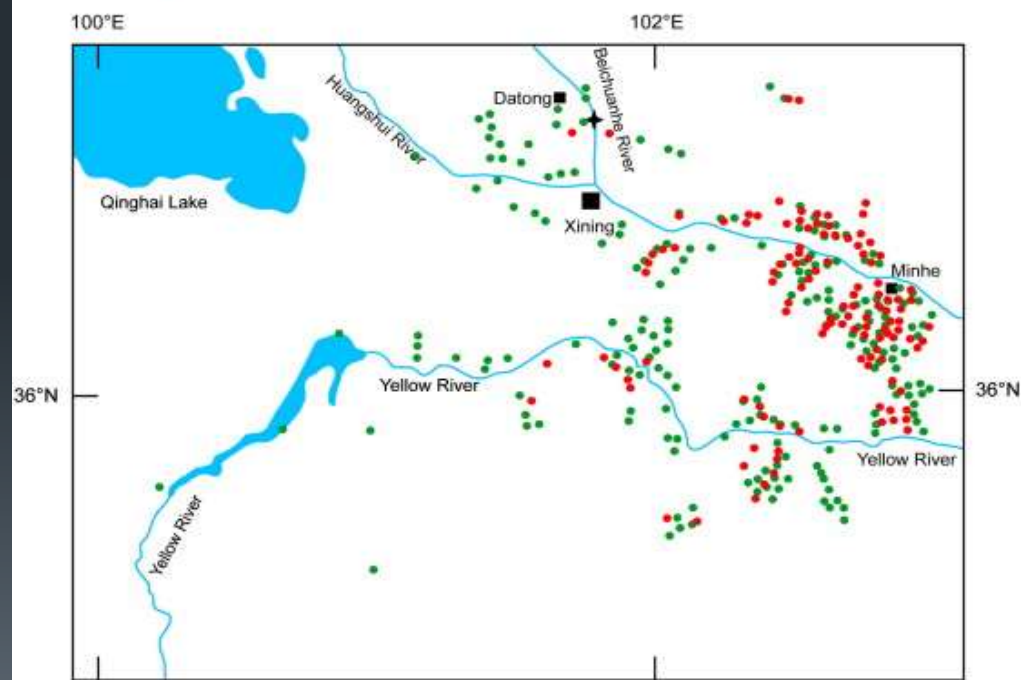 100°E
102°E
Huangshui River
Datong
Beichuanhe River
Qinghai Lake
Xining
Minhe
36°N
Yellow River
36°N
Yellow River
Yellow River